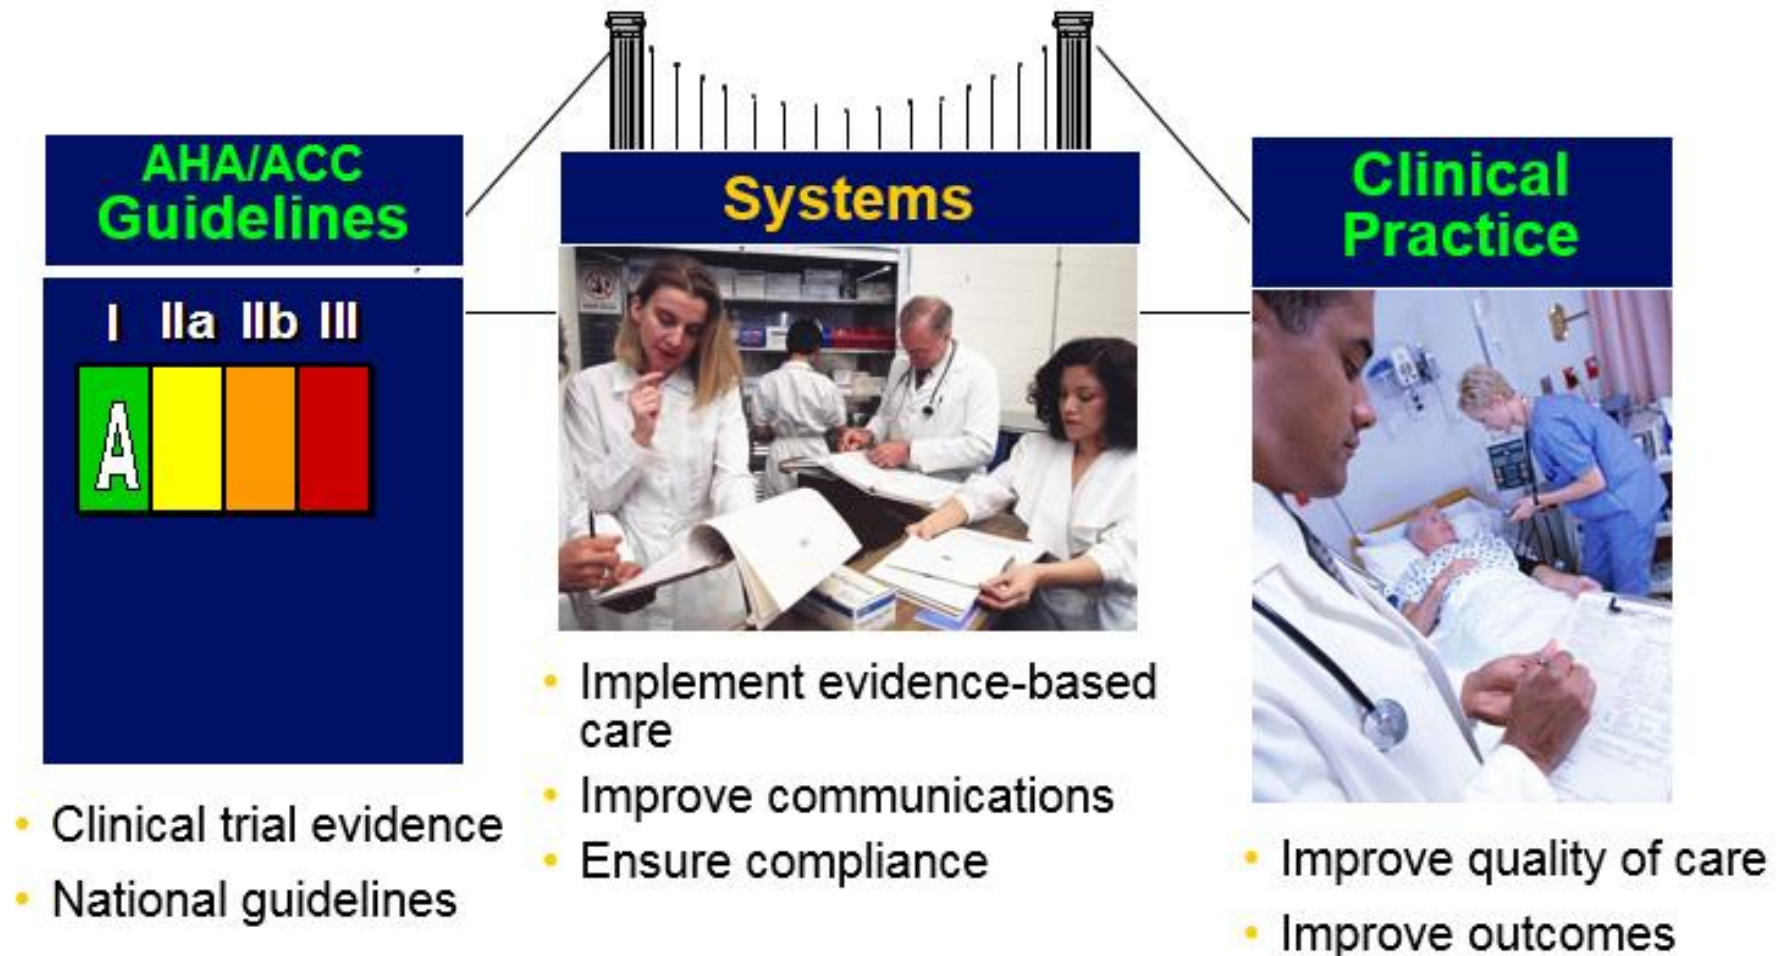 AHA/ACC
Guidelines
I IIa IIb III
A
• Clinical trial evidence
• National guidelines
Systems
• Implement evidence-based
care
• Improve communications
• Ensure compliance
Clinical
Practice
• Improve quality of care
• Improve outcomes